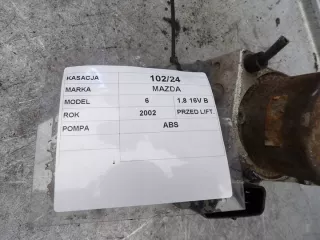 KASACJA 102/24
MARKA MAZDA
MODEL 6 1.8 16V B
ROK 2002 PRZED LIFT.
POMPA ABS